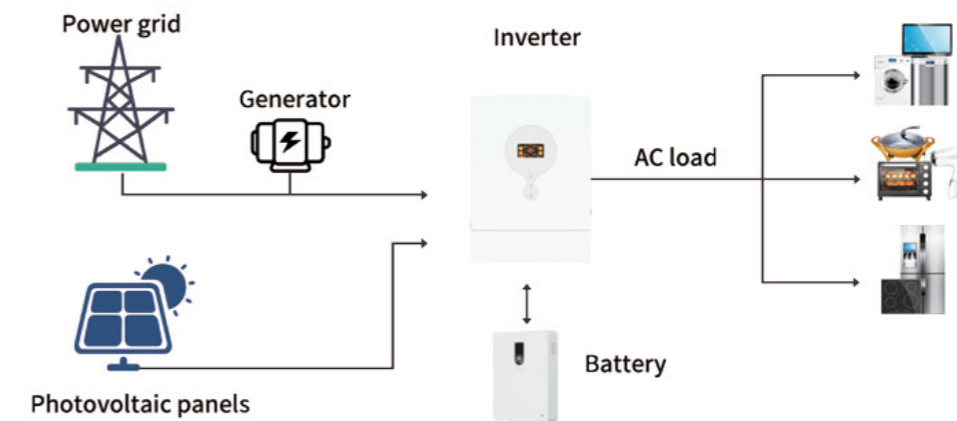 Power grid
Inverter
Generator
AC load
Battery
Photovoltaic panels